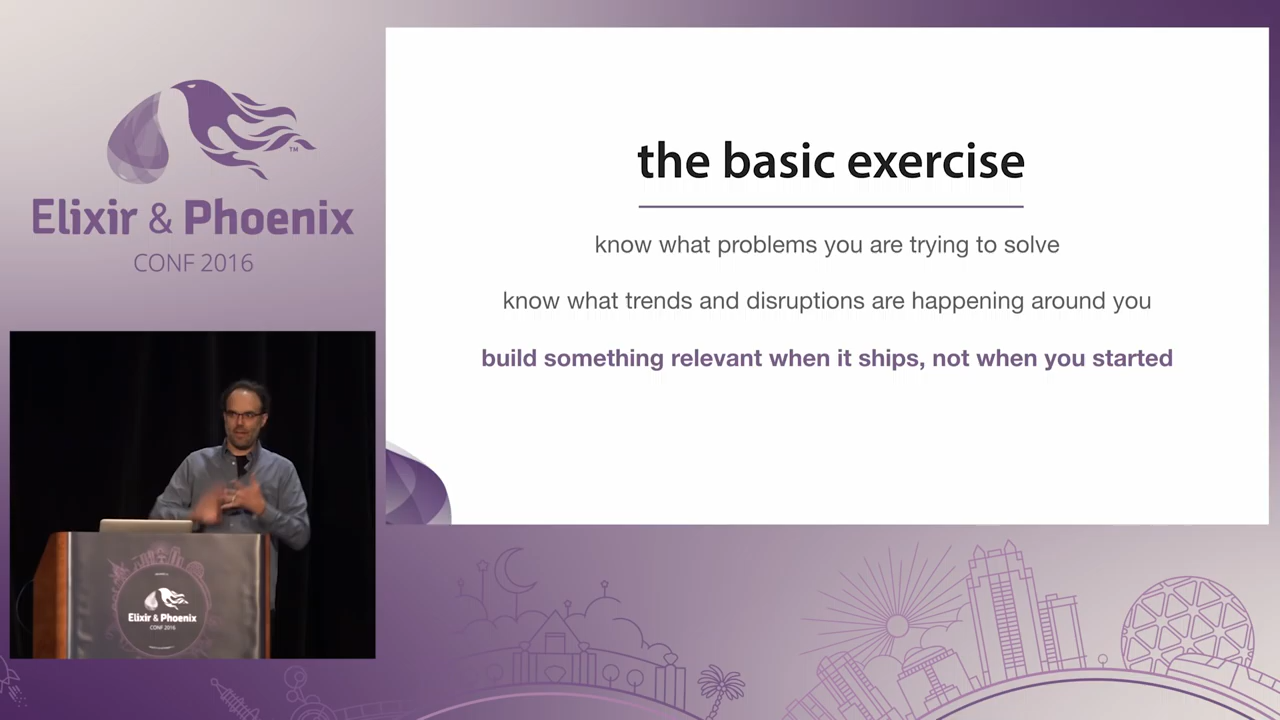 TM
Elixir & Phoenix
CONF 2016
the basic exercise
know what problems you are trying to solve
know what trends and disruptions are happening around you
build something relevant when it ships, not when you started
Elixir & Phoenix
CONF 2016